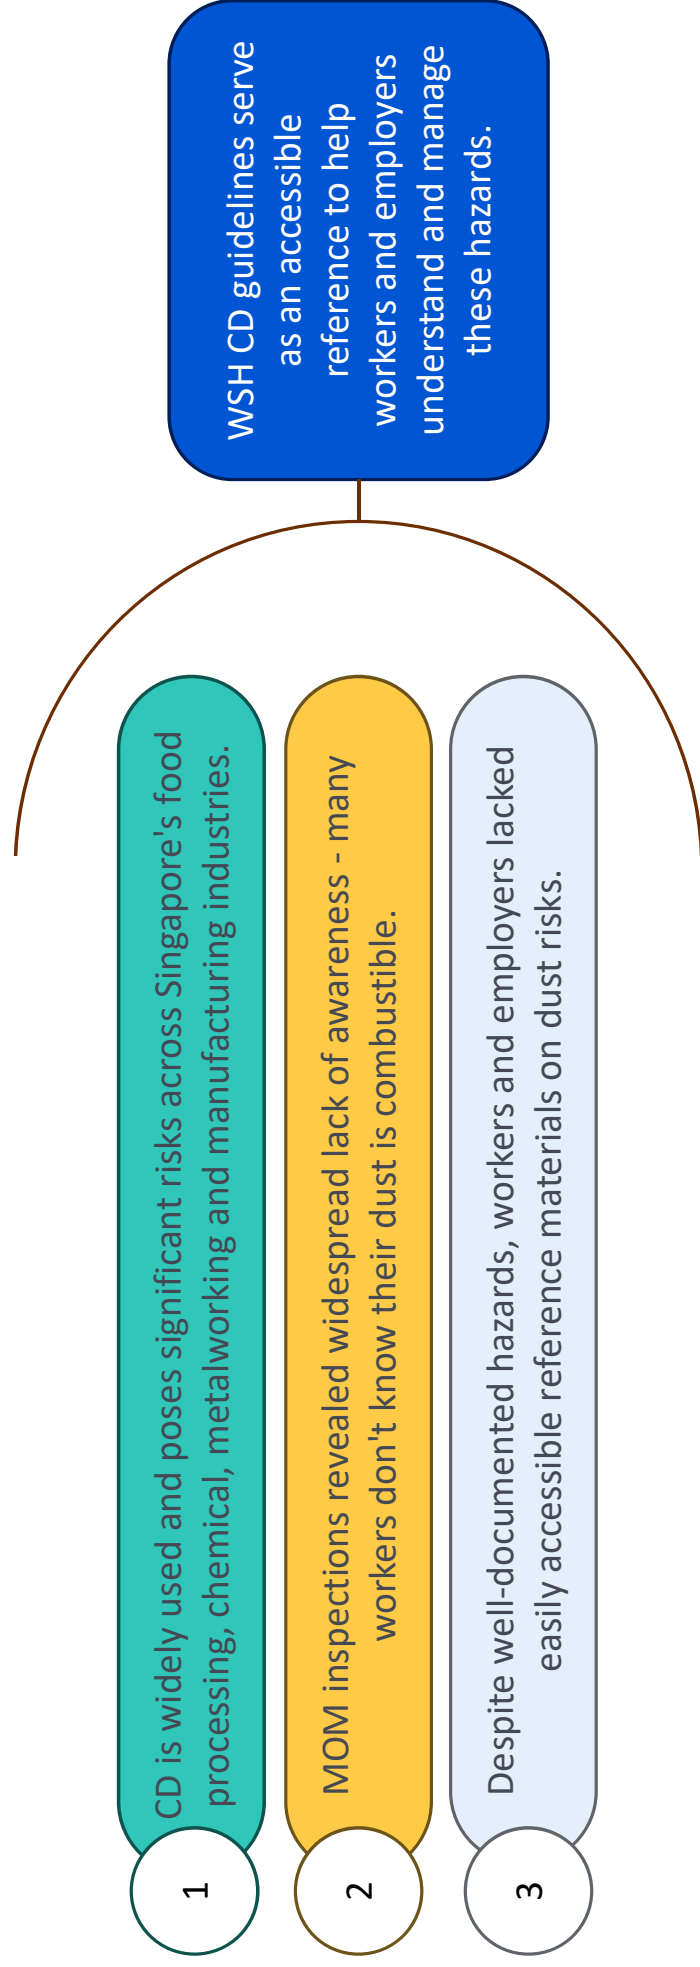 1
CD is widely used and poses significant risks across Singapore's food
processing, chemical, metalworking and manufacturing industries.
2
MOM inspections revealed widespread lack of awareness - many
workers don't know their dust is combustible.
3
Despite well-documented hazards, workers and employers lacked
easily accessible reference materials on dust risks.
WSH CD guidelines serve
as an accessible
reference to help
workers and employers
understand and manage
these hazards.